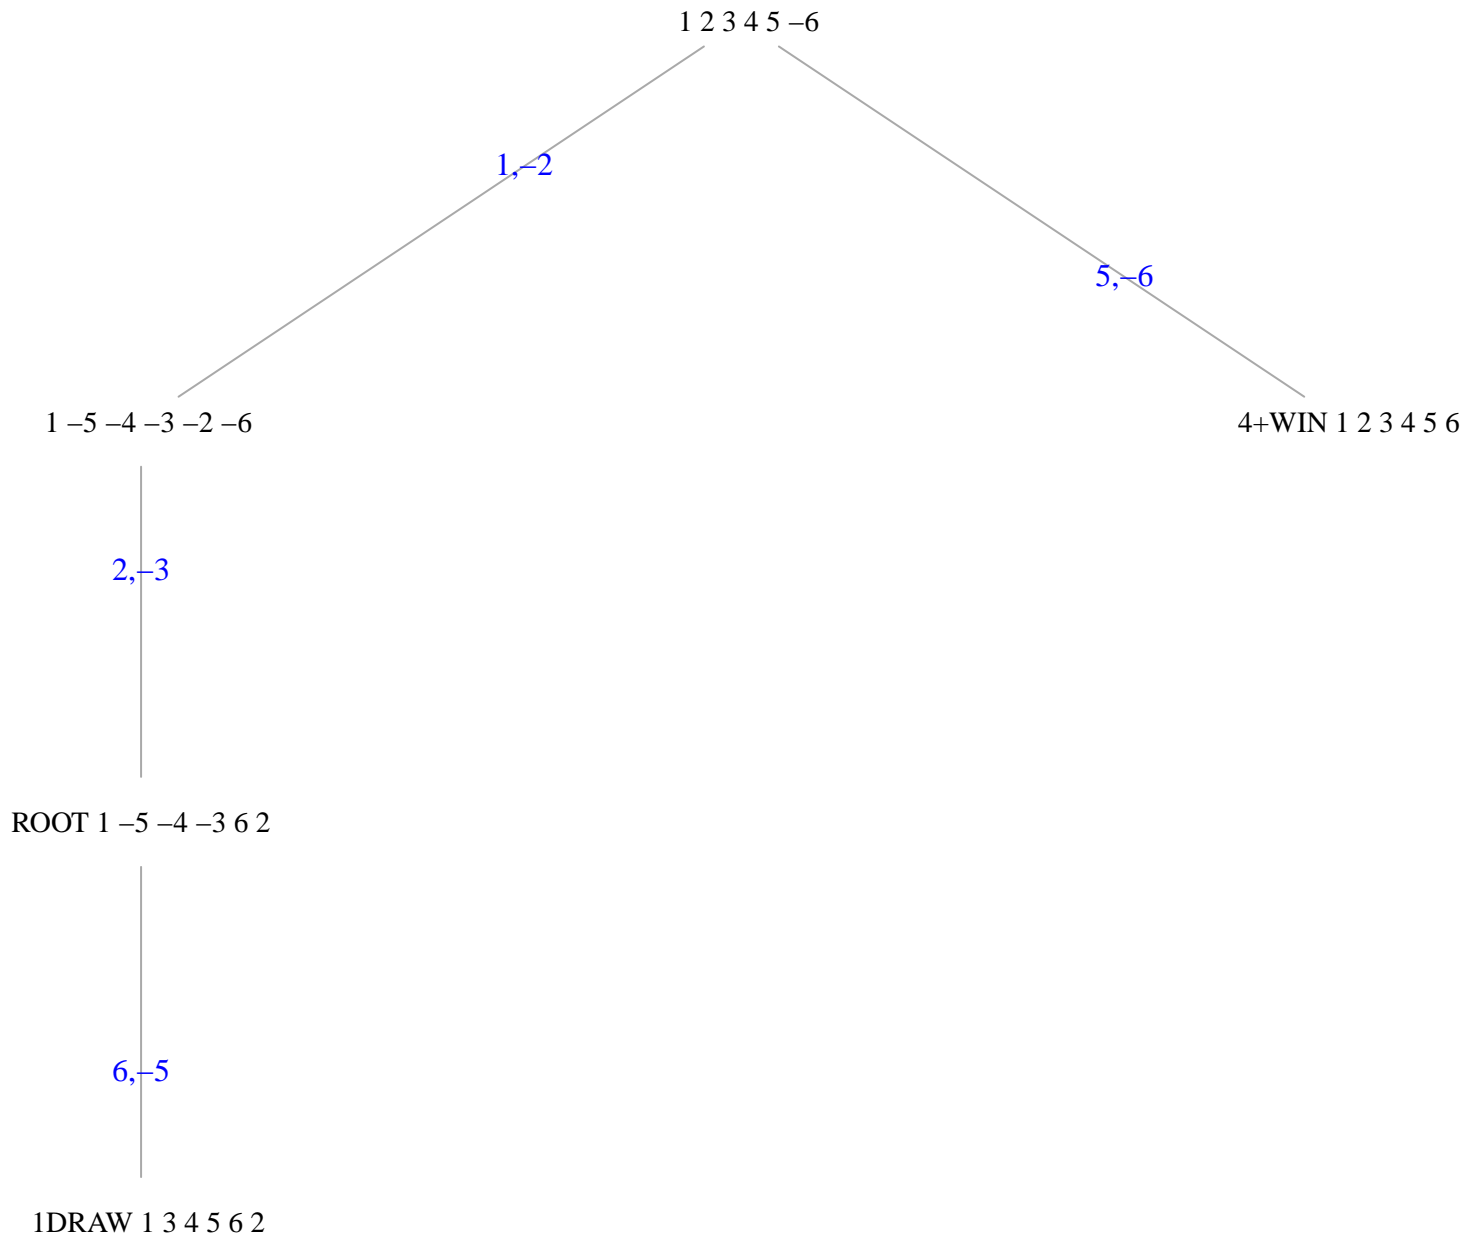 1 2 3 4 5 –6
1,–2
5,–6
1 –5 –4 –3 –2 –6
4+WIN 1 2 3 4 5 6
2,–3
ROOT 1 –5 –4 –3 6 2
6,–5
1DRAW 1 3 4 5 6 2